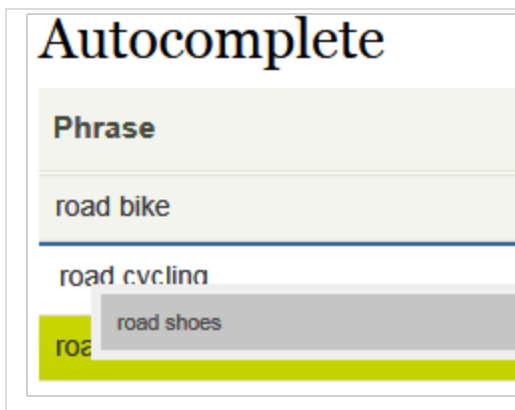 Autocomplete
Phrase
road bike
road cycling
road shoes